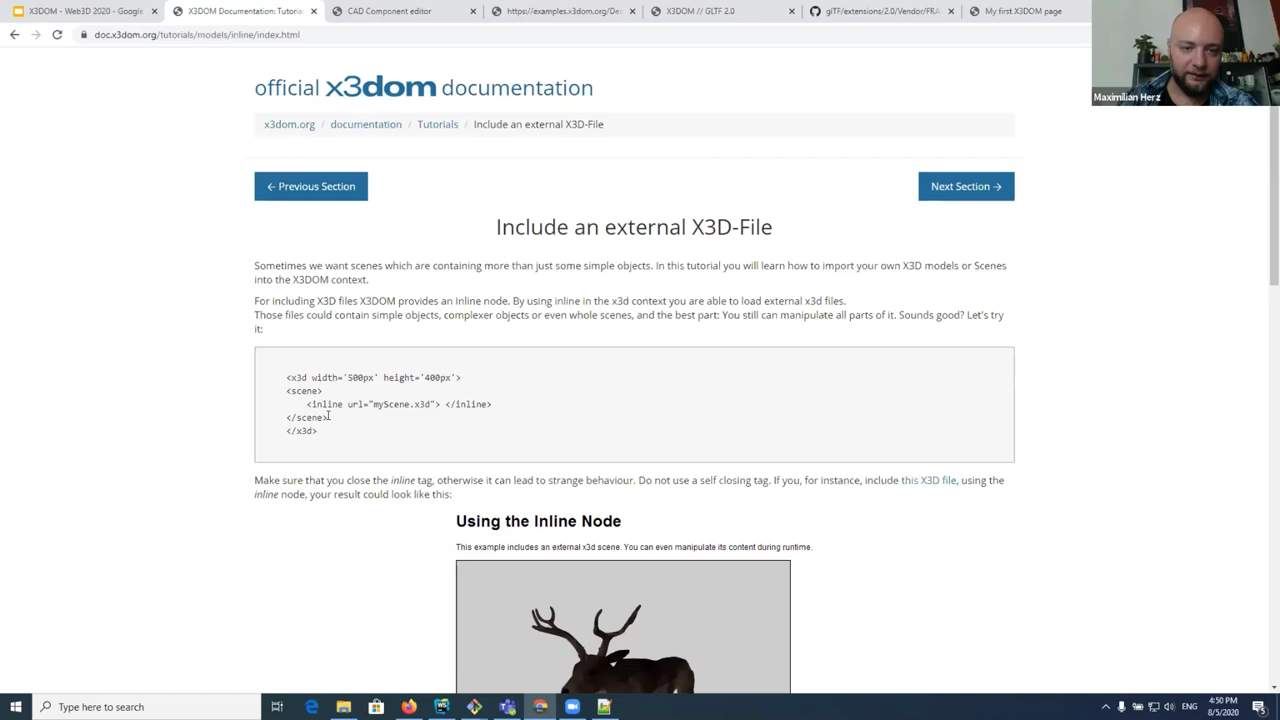 X3DOM - Web3D 2020 - Google
X3DOM Documentation: Tutoria
CAD Component editor
https://examples.x3dom.org/De
X3DOM // GLTF 2.0
glTF/extensions/2.0/Vendor/FRA
My first X3DOM page
doc.x3dom.org/tutorials/models/inline/index.html
Maximilian Herz
official x3dom documentation
x3dom.org / documentation / Tutorials / Include an external X3D-File
← Previous Section
Next Section →
Include an external X3D-File
Sometimes we want scenes which are containing more than just some simple objects. In this tutorial you will learn how to import your own X3D models or Scenes
into the X3DOM context.
For including X3D files X3DOM provides an Inline node. By using inline in the x3d context you are able to load external x3d files.
Those files could contain simple objects, complexer objects or even whole scenes, and the best part: You still can manipulate all parts of it. Sounds good? Let's try
it:
<x3d width='500px' height='400px'>
<scene>
<inline url="myScene.x3d"> </inline>
</scene>
</x3d>
Make sure that you close the inline tag, otherwise it can lead to strange behaviour. Do not use a self closing tag. If you, for instance, include this X3D file, using the
inline node, your result could look like this:
Using the Inline Node
This example includes an external x3d scene. You can even manipulate its content during runtime.
Type here to search
ENG
4:50 PM
8/5/2020